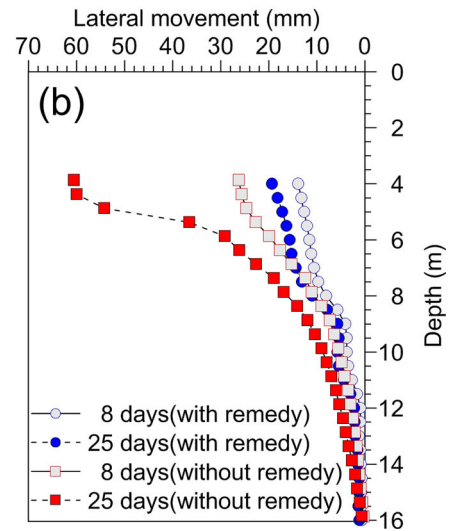 Lateral movement (mm)
70 60 50 40 30 20 10 0
0
(b)
2
4
6
8
Depth (m)
10
12
14
16
8 days(with remedy)
25 days(with remedy)
8 days(without remedy)
25 days(without remedy)